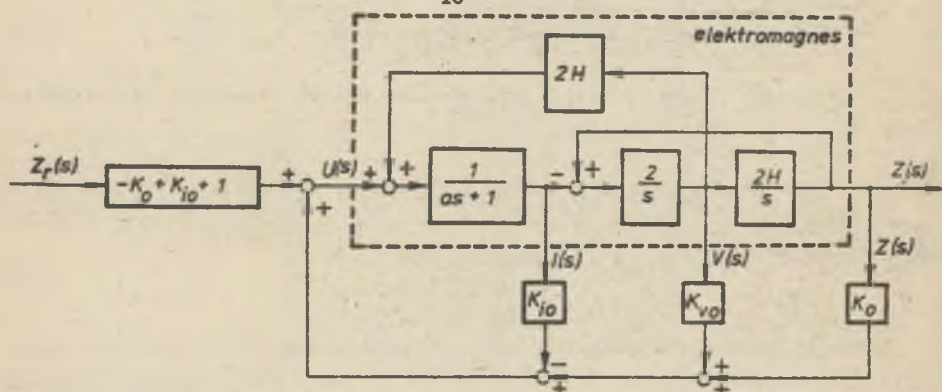 elektromagnes
2H
Z_r(s)
-K_o + K_io + 1
+
+
U(s)
+
+
+
1
as + 1
-
+
+
2
s
2H
s
Z(s)
I(s)
V(s)
Z(s)
K_io
K_vo
K_o
-
+
+
+